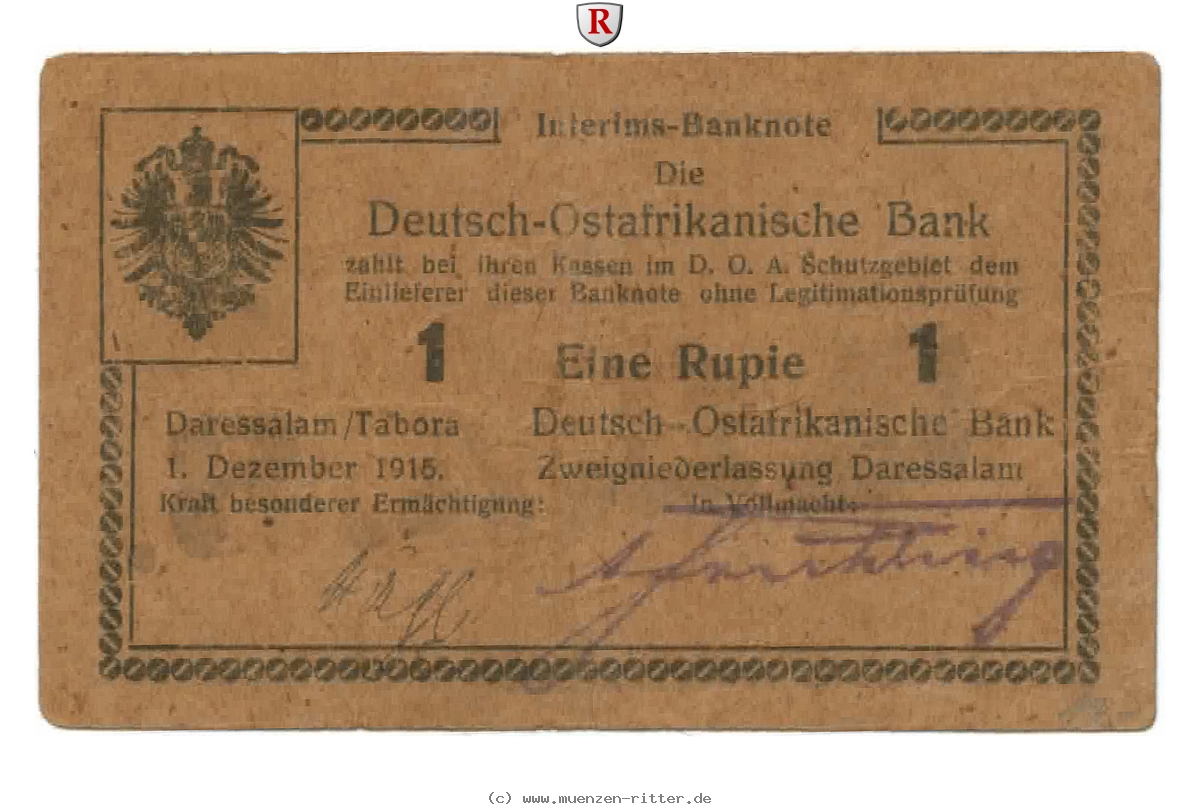 R
Interims-Banknote
Die
Deutsch-Ostafrikanische Bank
zahlt bei ihren Kassen im D. O. A. Schutzgebiet dem
Einlieferer dieser Banknote ohne Legitimationsprüfung
1 Eine Rupie 1
Daressalam/Tabora
1. Dezember 1915.
Kraft besonderer Ermächtigung:
Deutsch-Ostafrikanische Bank
Zweigniederlassung Daressalam
In Vollmacht:
(c) www.muenzen-ritter.de